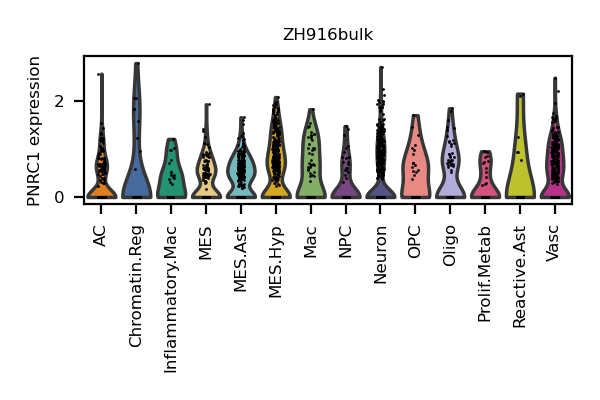 ZH916bulk
PNRC1 expression
2
0
AC
Chromatin.Reg
Inflammatory.Mac
MES
MES.Ast
MES.Hyp
Mac
NPC
Neuron
OPC
Oligo
Prolif.Metab
Reactive.Ast
Vasc